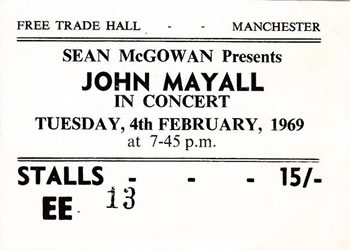 FREE TRADE HALL - - MANCHESTER
SEAN McGOWAN Presents
JOHN MAYALL
IN CONCERT
TUESDAY, 4th FEBRUARY, 1969
at 7-45 p.m.
STALLS - - - 15/-
EE 13